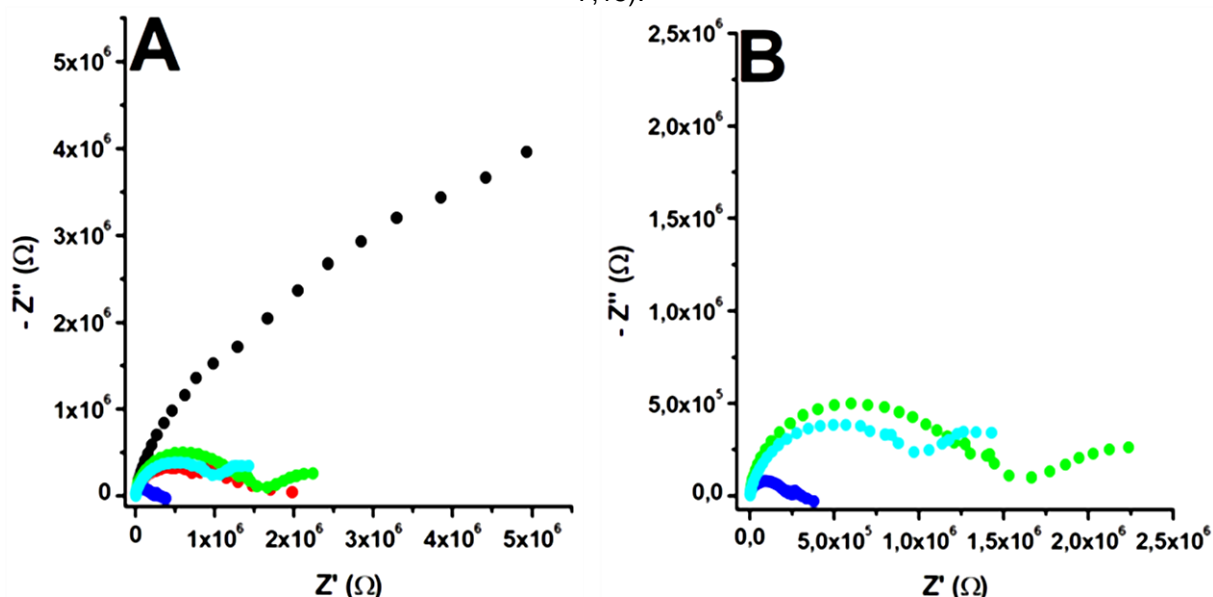 A
5x10⁶
4x10⁶
3x10⁶
2x10⁶
1x10⁶
0
- Z" (Ω)
0 1x10⁶ 2x10⁶ 3x10⁶ 4x10⁶ 5x10⁶
Z' (Ω)
B
2,5x10⁶
2,0x10⁶
1,5x10⁶
1,0x10⁶
5,0x10⁵
0,0
- Z" (Ω)
0,0 5,0x10⁵ 1,0x10⁶ 1,5x10⁶ 2,0x10⁶ 2,5x10⁶
Z' (Ω)